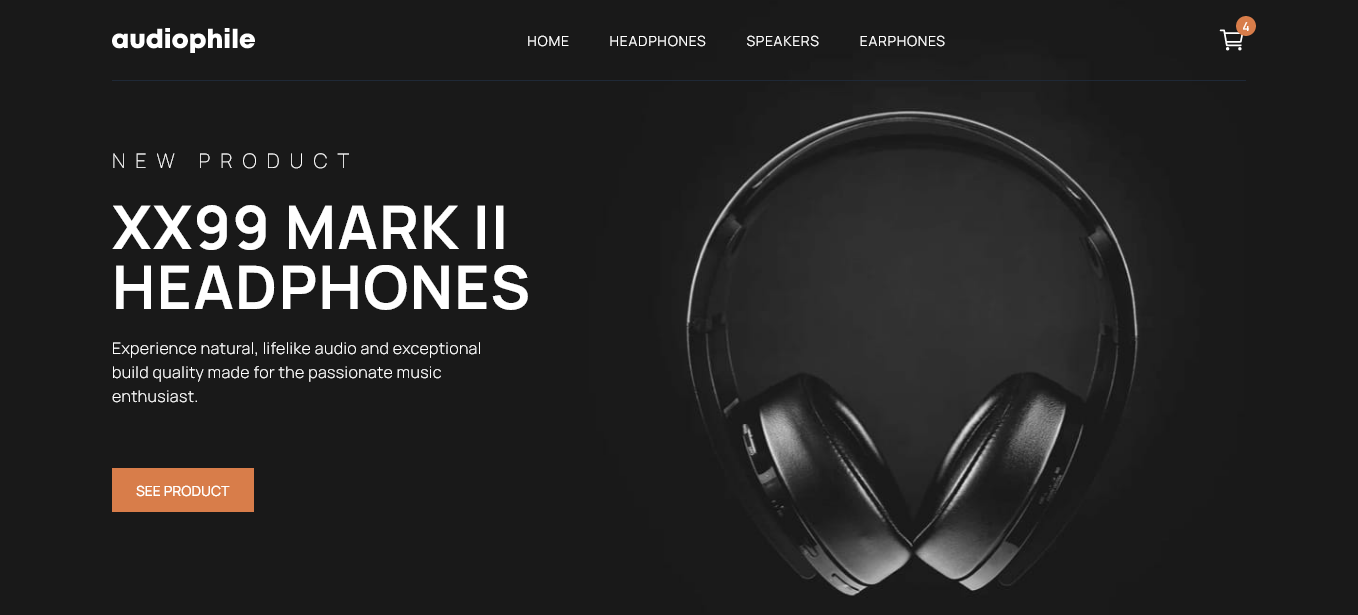 audiophile
HOME HEADPHONES SPEAKERS EARPHONES
4
NEW PRODUCT
XX99 MARK II
HEADPHONES
Experience natural, lifelike audio and exceptional
build quality made for the passionate music
enthusiast.
SEE PRODUCT